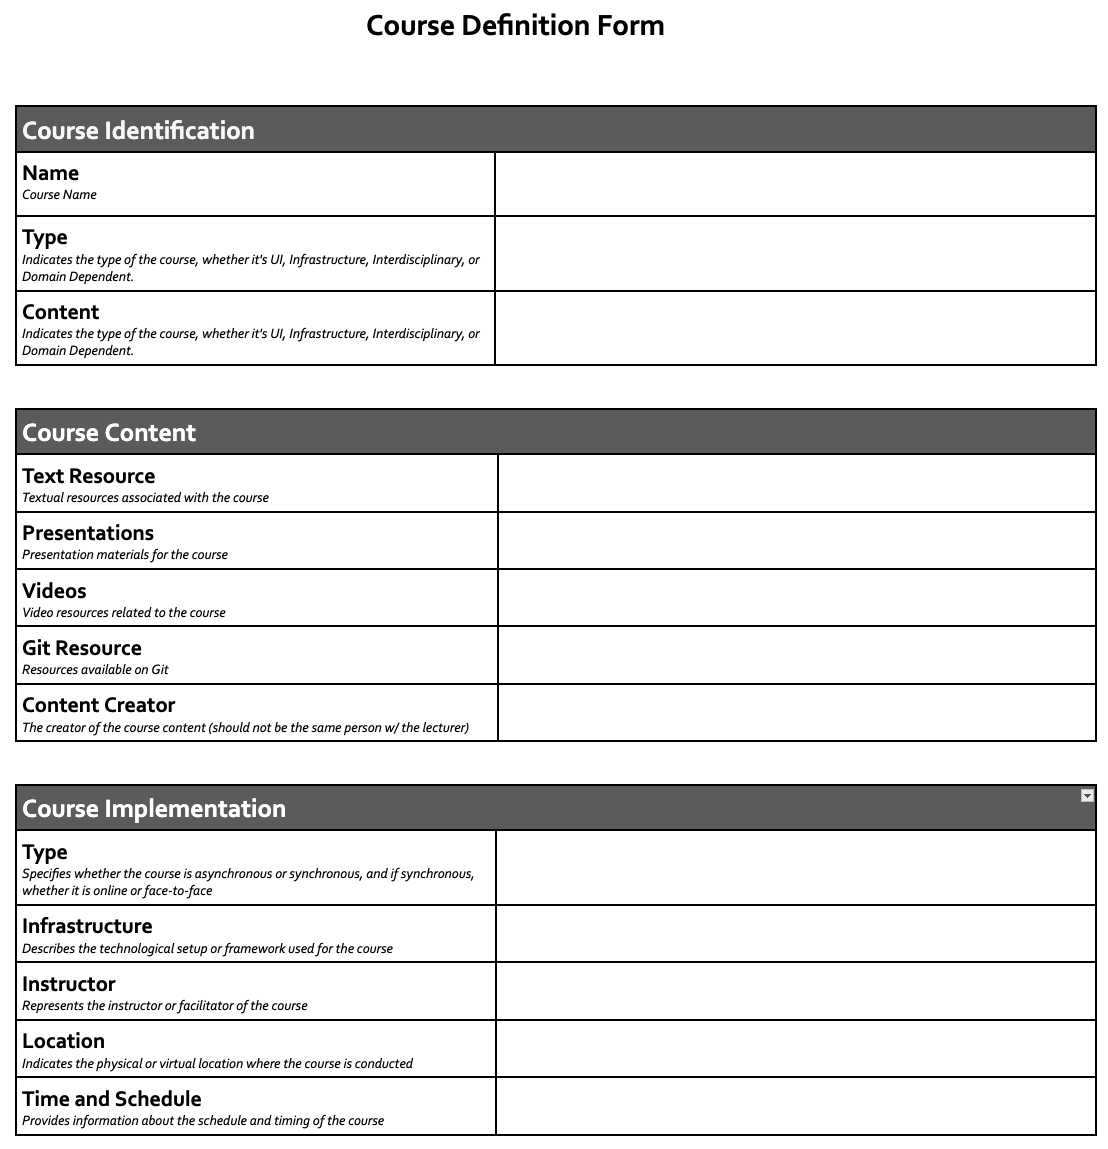 Course Definition Form
Course Identification
Name
Course Name
Type
Indicates the type of the course, whether it's UI, Infrastructure, Interdisciplinary, or
Domain Dependent.
Content
Indicates the type of the course, whether it's UI, Infrastructure, Interdisciplinary, or
Domain Dependent.
Course Content
Text Resource
Textual resources associated with the course
Presentations
Presentation materials for the course
Videos
Video resources related to the course
Git Resource
Resources available on Git
Content Creator
The creator of the course content (should not be the same person w/ the lecturer)
Course Implementation
Type
Specifies whether the course is asynchronous or synchronous, and if synchronous,
whether it is online or face-to-face
Infrastructure
Describes the technological setup or framework used for the course
Instructor
Represents the instructor or facilitator of the course
Location
Indicates the physical or virtual location where the course is conducted
Time and Schedule
Provides information about the schedule and timing of the course